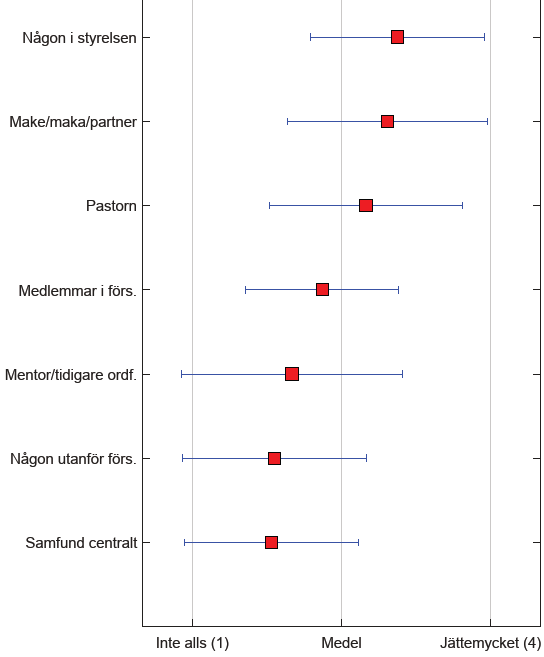 Någon i styrelsen
Make/maka/partner
Pastorn
Medlemmar i förs.
Mentor/tidigare ordf.
Någon utanför förs.
Samfund centralt
Inte alls (1) Medel Jättemycket (4)